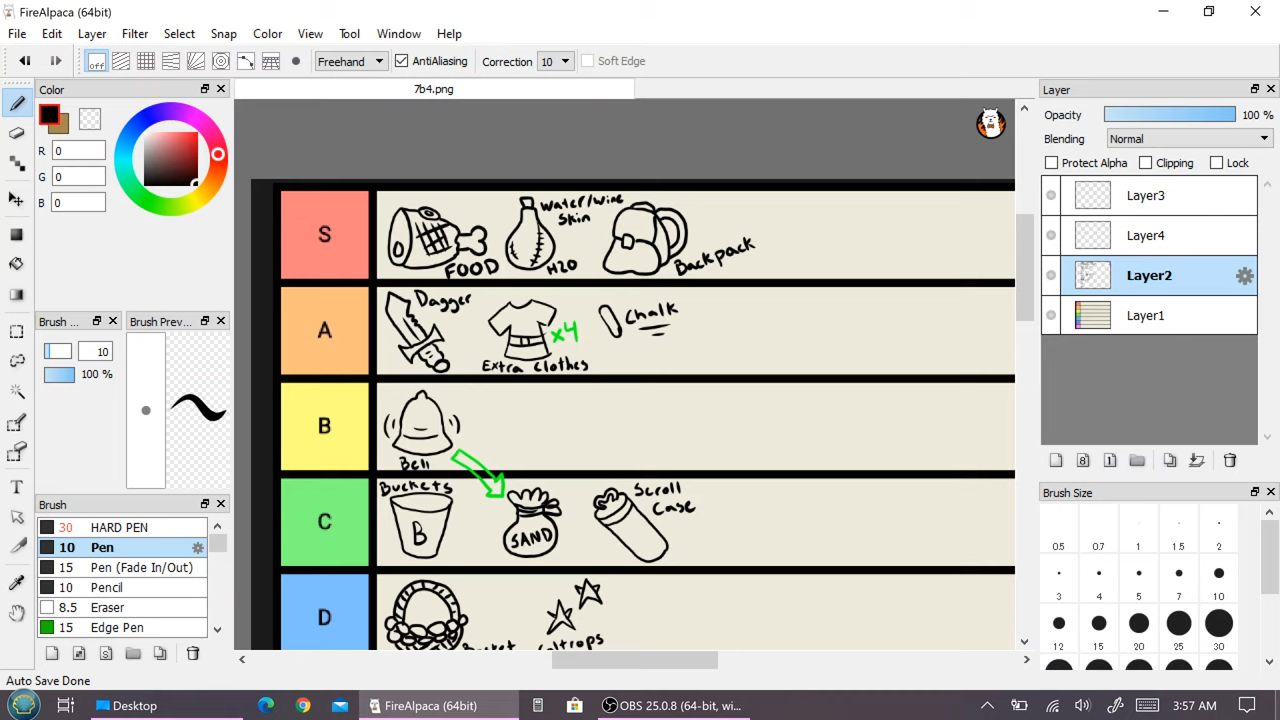 FireAlpaca (64bit)
File Edit Layer Filter Select Snap Color View Tool Window Help
off Freehand AntiAliasing Correction 10 Soft Edge
Color
7b4.png
Layer
R 0
G 0
B 0
Opacity 100 %
Blending Normal
Protect Alpha Clipping Lock
Layer3
Layer4
Layer2
Layer1
Brush ... Brush Prev...
10
100 %
Brush
30 HARD PEN
10 Pen
15 Pen (Fade In/Out)
10 Pencil
8.5 Eraser
15 Edge Pen
S
Water/Wine
Skin
FOOD
H2O
Backpack
A
Dagger
x4
Extra Clothes
Chalk
B
Bell
C
Buckets
B
SAND
Scroll
Case
D
Brush Size
0.5 0.7 1 1.5 2
3 4 5 7 10
12 15 20 25 30
Auto Save Done
Desktop
FireAlpaca (64bit)
OBS 25.0.8 (64-bit, wi...
3:57 AM